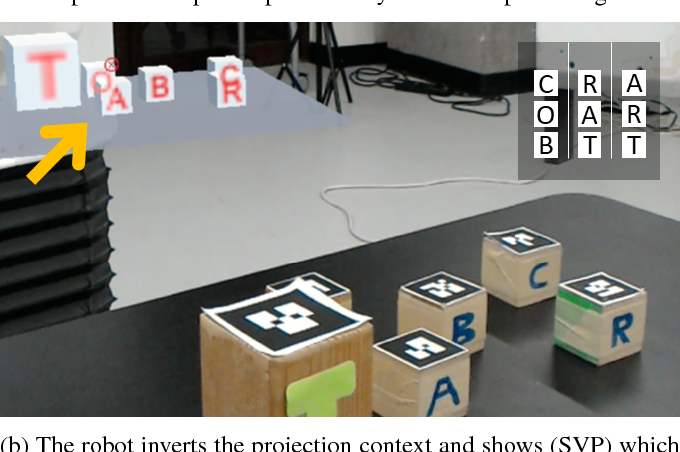 T
O
A
B
C
R
C R A
O A R
B T T
C
B
R
A
T
(b) The robot inverts the projection context and shows (SVP) which